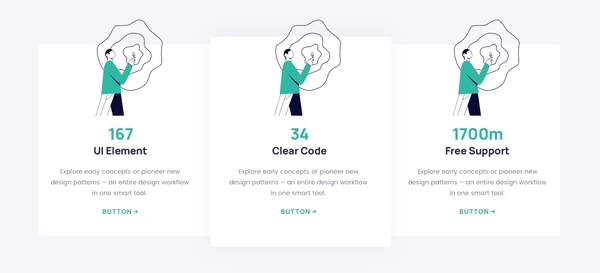 167
UI Element
Explore early concepts or pioneer new
design patterns – an entire design workflow
in one smart tool.
BUTTON →
34
Clear Code
Explore early concepts or pioneer new
design patterns – an entire design workflow
in one smart tool.
BUTTON →
1700m
Free Support
Explore early concepts or pioneer new
design patterns – an entire design workflow
in one smart tool.
BUTTON →